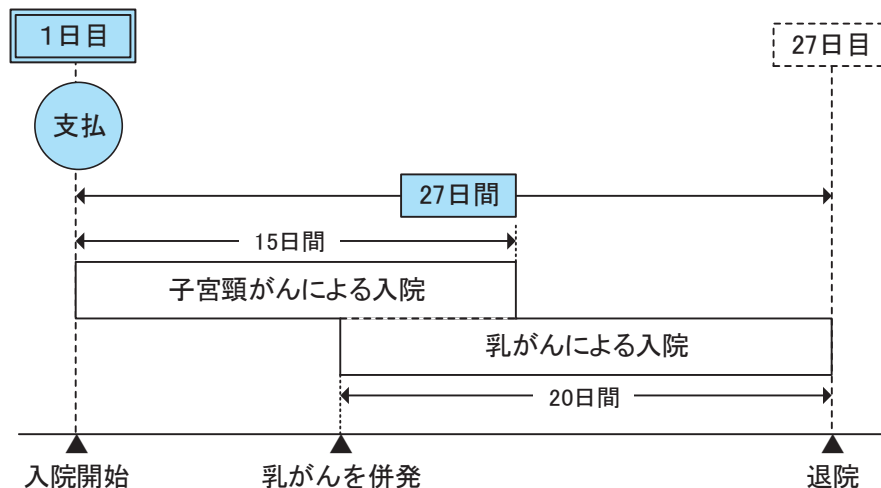 1日目
27日目
支払
27日間
15日間
子宮頸がんによる入院
乳がんによる入院
20日間
入院開始
乳がんを併発
退院